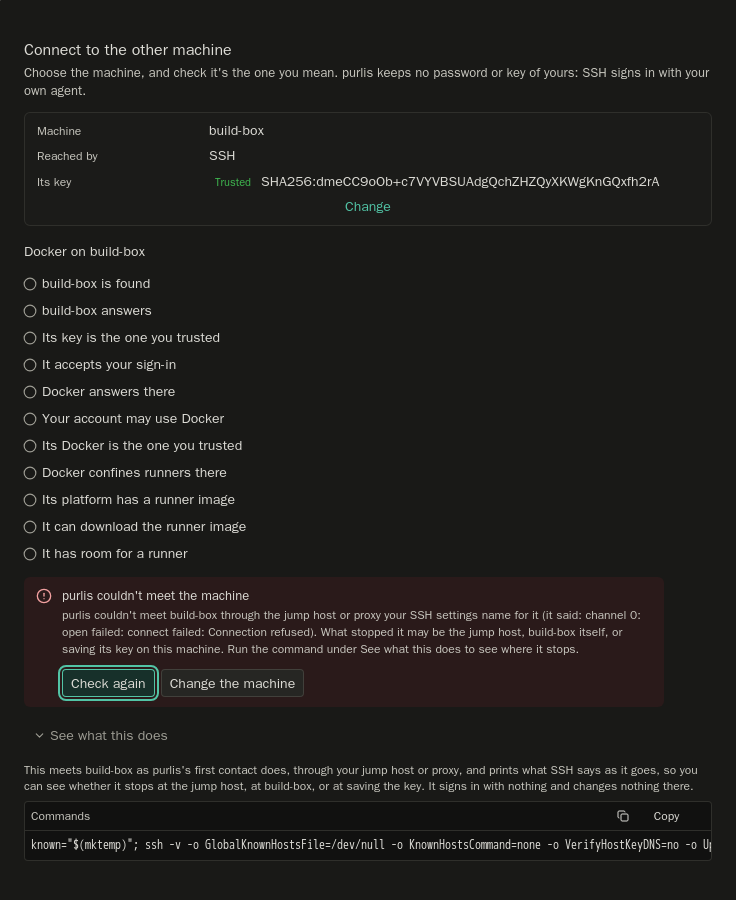 Connect to the other machine
Choose the machine, and check it's the one you mean. purlis keeps no password or key of yours: SSH signs in with your
own agent.
Machine build-box
Reached by SSH
Its key Trusted SHA256:dmeCC9oOb+c7VYVBSUAdgQchZHZQyXKWgKnGQxfh2rA
Change
Docker on build-box
build-box is found
build-box answers
Its key is the one you trusted
It accepts your sign-in
Docker answers there
Your account may use Docker
Its Docker is the one you trusted
Docker confines runners there
Its platform has a runner image
It can download the runner image
It has room for a runner
purlis couldn't meet the machine
purlis couldn't meet build-box through the jump host or proxy your SSH settings name for it (it said: channel 0:
open failed: connect failed: Connection refused). What stopped it may be the jump host, build-box itself, or
saving its key on this machine. Run the command under See what this does to see where it stops.
Check again Change the machine
See what this does
This meets build-box as purlis's first contact does, through your jump host or proxy, and prints what SSH says as it goes, so you
can see whether it stops at the jump host, at build-box, or at saving the key. It signs in with nothing and changes nothing there.
Commands Copy
known="$(mktemp)"; ssh -v -o GlobalKnownHostsFile=/dev/null -o KnownHostsCommand=none -o VerifyHostKeyDNS=no -o